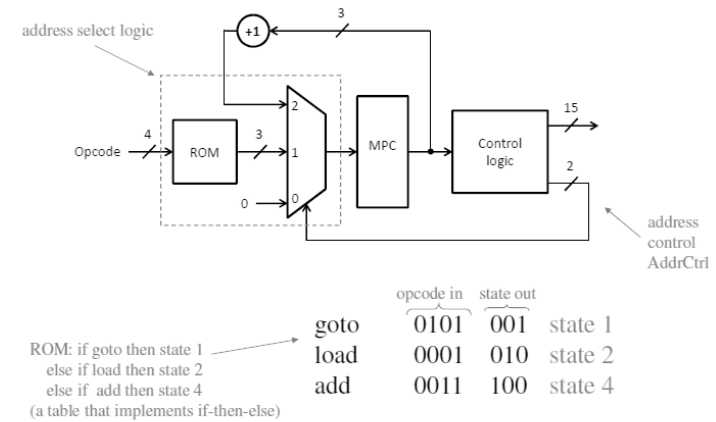 3
address select logic
+1
2
4
3
15
Opcode
ROM
1
MPC
Control
logic
2
0
0
address
control
AddrCtrl
opcode in state out
goto 0101 001 state 1
ROM: if goto then state 1
load 0001 010 state 2
else if load then state 2
add 0011 100 state 4
else if add then state 4
(a table that implements if-then-else)